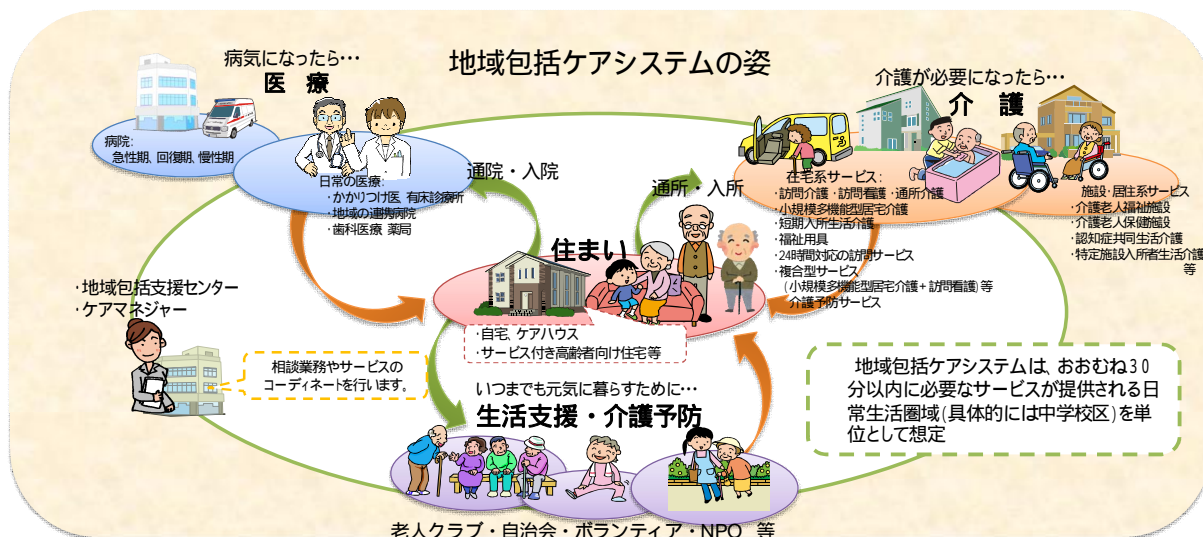 地域包括ケアシステムの姿
病気になったら･･･
医　療
病院:
急性期、回復期、慢性期
日常の医療:
・かかりつけ医、有床診療所
・地域の連携病院
・歯科医療、薬局
通院・入院
通所・入所
介護が必要になったら･･･
介　護
在宅系サービス:
・訪問介護・訪問看護・通所介護
・小規模多機能型居宅介護
・短期入所生活介護
・福祉用具
・24時間対応の訪問サービス
・複合型サービス
(小規模多機能型居宅介護+訪問看護)等
介護予防サービス
施設・居住系サービス
・介護老人福祉施設
・介護老人保健施設
・認知症共同生活介護
・特定施設入所者生活介護
等
住まい
・自宅、ケアハウス
・サービス付き高齢者向け住宅等
・地域包括支援センター
・ケアマネジャー
相談業務やサービスの
コーディネートを行います。
いつまでも元気に暮らすために･･･
生活支援・介護予防
老人クラブ・自治会・ボランティア・NPO　等
地域包括ケアシステムは、おおむね30
分以内に必要なサービスが提供される日
常生活圏域(具体的には中学校区)を単
位として想定